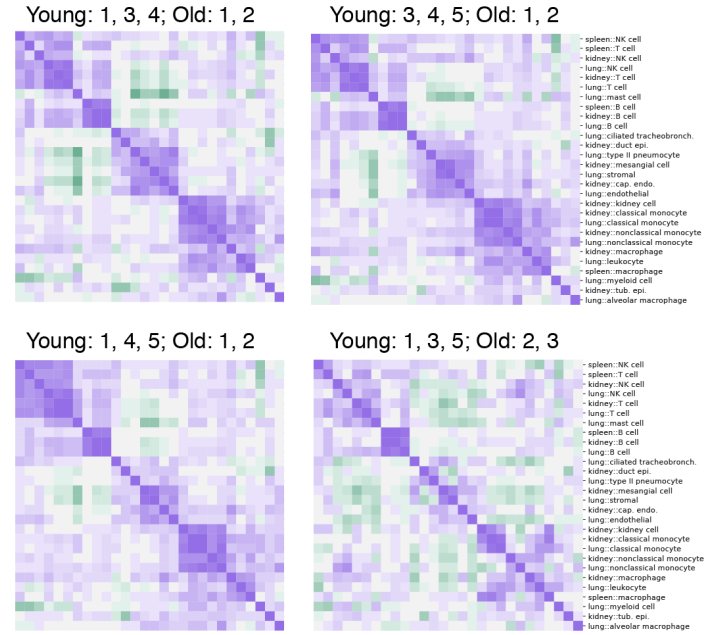 Young: 1, 3, 4; Old: 1, 2
Young: 3, 4, 5; Old: 1, 2
spleen::NK cell
spleen::T cell
kidney::NK cell
lung::NK cell
kidney::T cell
lung::T cell
lung::mast cell
spleen::B cell
kidney::B cell
lung::B cell
lung::ciliated tracheobronch.
kidney::duct epi.
lung::type II pneumocyte
kidney::mesangial cell
lung::stromal
kidney::cap. endo.
lung::endothelial
kidney::kidney cell
kidney::classical monocyte
lung::classical monocyte
kidney::nonclassical monocyte
lung::nonclassical monocyte
kidney::macrophage
lung::leukocyte
spleen::macrophage
lung::myeloid cell
kidney::tub. epi.
lung::alveolar macrophage
Young: 1, 4, 5; Old: 1, 2
Young: 1, 3, 5; Old: 2, 3
spleen::NK cell
spleen::T cell
kidney::NK cell
lung::NK cell
kidney::T cell
lung::T cell
lung::mast cell
spleen::B cell
kidney::B cell
lung::B cell
lung::ciliated tracheobronch.
kidney::duct epi.
lung::type II pneumocyte
kidney::mesangial cell
lung::stromal
kidney::cap. endo.
lung::endothelial
kidney::kidney cell
kidney::classical monocyte
lung::classical monocyte
kidney::nonclassical monocyte
lung::nonclassical monocyte
kidney::macrophage
lung::leukocyte
spleen::macrophage
lung::myeloid cell
kidney::tub. epi.
lung::alveolar macrophage